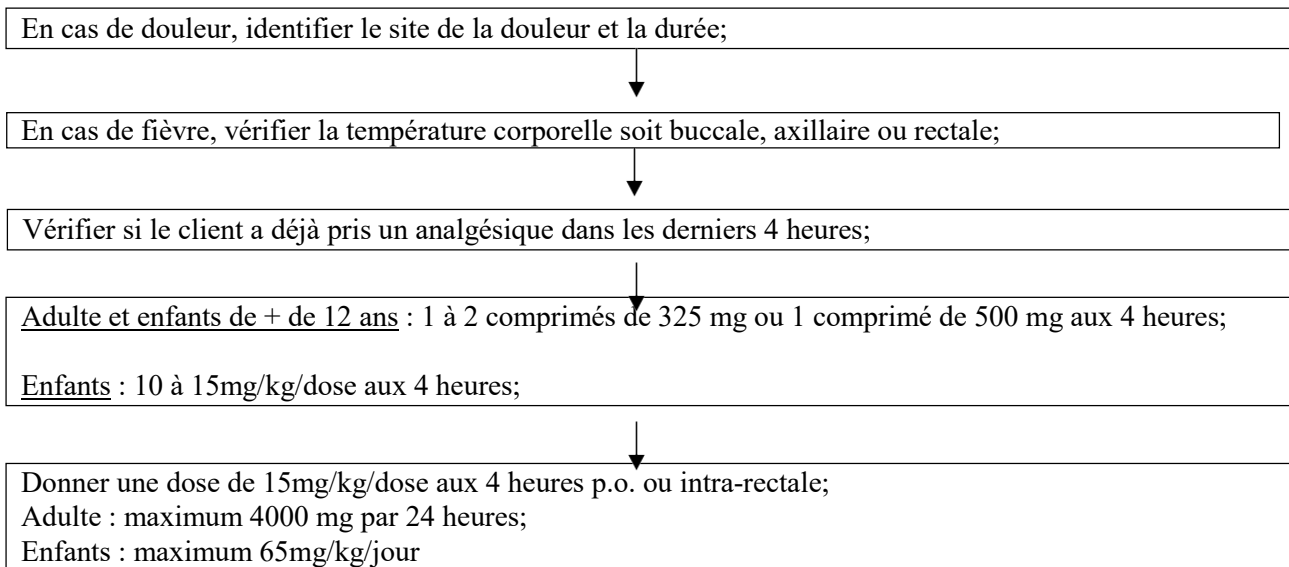 En cas de douleur, identifier le site de la douleur et la durée;
En cas de fièvre, vérifier la température corporelle soit buccale, axillaire ou rectale;
Vérifier si le client a déjà pris un analgésique dans les derniers 4 heures;
Adulte et enfants de + de 12 ans : 1 à 2 comprimés de 325 mg ou 1 comprimé de 500 mg aux 4 heures;
Enfants : 10 à 15mg/kg/dose aux 4 heures;
Donner une dose de 15mg/kg/dose aux 4 heures p.o. ou intra-rectale;
Adulte : maximum 4000 mg par 24 heures;
Enfants : maximum 65mg/kg/jour